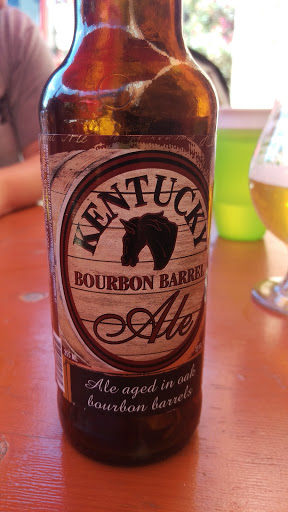 KENTUCKY
BOURBON BARREL
Ale
Ale aged in oak
bourbon barrels